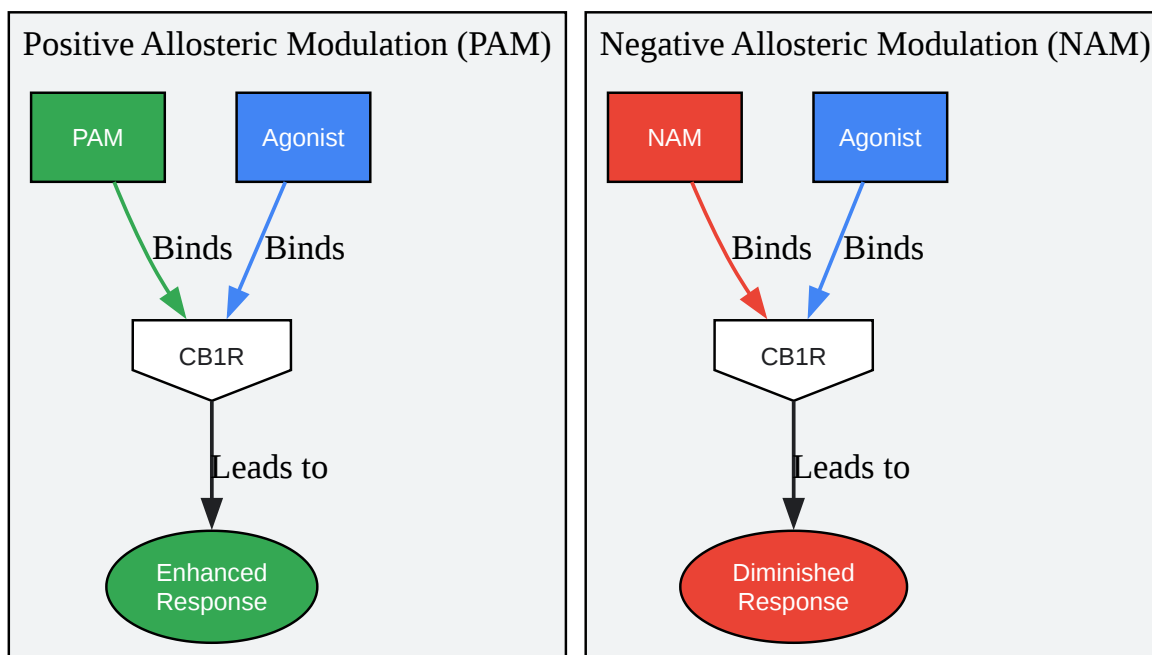 Positive Allosteric Modulation (PAM)
PAM
Agonist
Binds
Binds
CB1R
Leads to
Enhanced
Response
Negative Allosteric Modulation (NAM)
NAM
Agonist
Binds
Binds
CB1R
Leads to
Diminished
Response